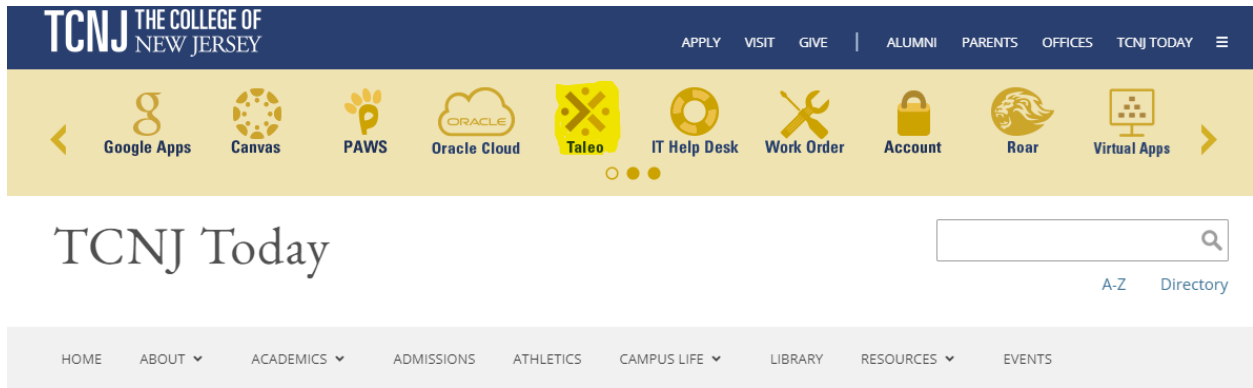 TCNJ THE COLLEGE OF
NEW JERSEY
APPLY VISIT GIVE | ALUMNI PARENTS OFFICES TCNJ TODAY
ORACLE
Google Apps Canvas PAWS Oracle Cloud Taleo IT Help Desk Work Order Account Roar Virtual Apps
TCNJ Today
A-Z Directory
HOME ABOUT ACADEMICS ADMISSIONS ATHLETICS CAMPUS LIFE LIBRARY RESOURCES EVENTS